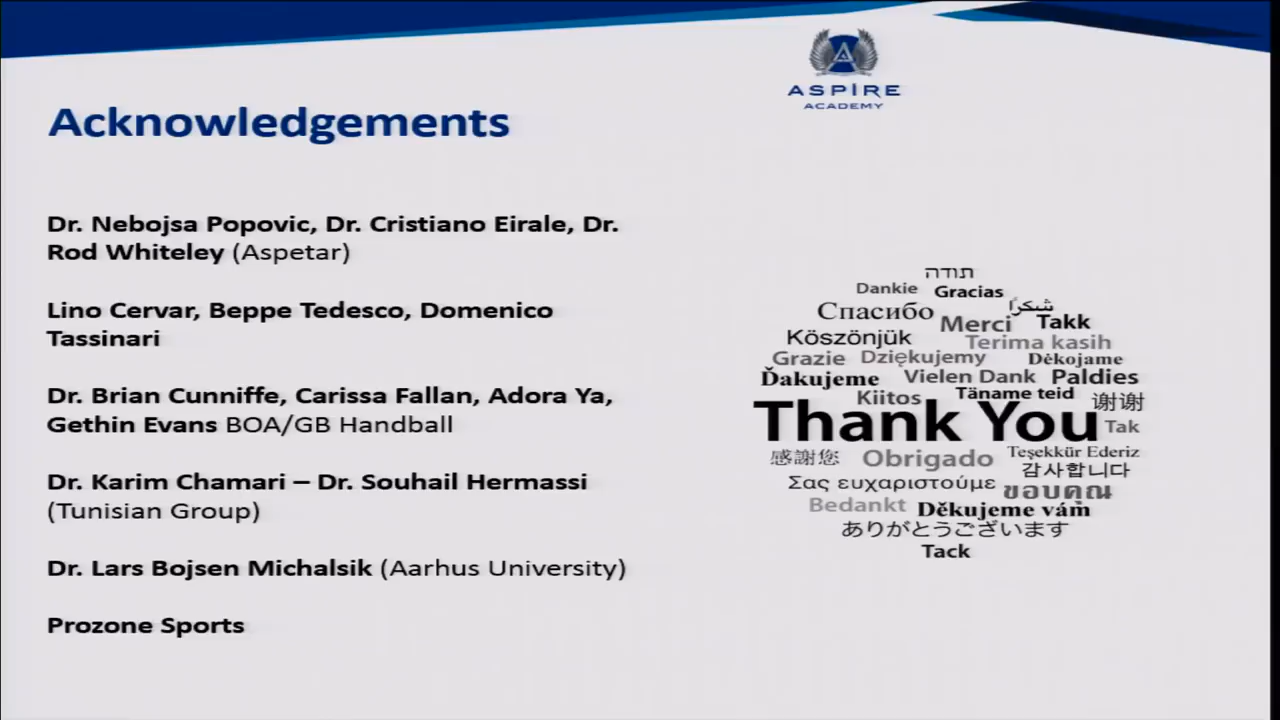 ASPIRE
ACADEMY
Acknowledgements
Dr. Nebojsa Popovic, Dr. Cristiano Eirale, Dr.
Rod Whiteley (Aspetar)
Lino Cervar, Beppe Tedesco, Domenico
Tassinari
Dr. Brian Cunniffe, Carissa Fallan, Adora Ya,
Gethin Evans BOA/GB Handball
Dr. Karim Chamari – Dr. Souhail Hermassi
(Tunisian Group)
Dr. Lars Bojsen Michalsik (Aarhus University)
Prozone Sports
תודה
Dankie Gracias
Спасибо شكراً
Merci Takk
Köszönjük Terima kasih
Grazie Dziękujemy Dėkojame
Ďakujeme Vielen Dank Paldies
Kiitos Täname teid 谢谢
Thank You Tak
感謝您 Obrigado Teşekkür Ederiz
감사합니다
Σας ευχαριστούμε ขอบคุณ
Bedankt Děkujeme vám
ありがとうございます
Tack